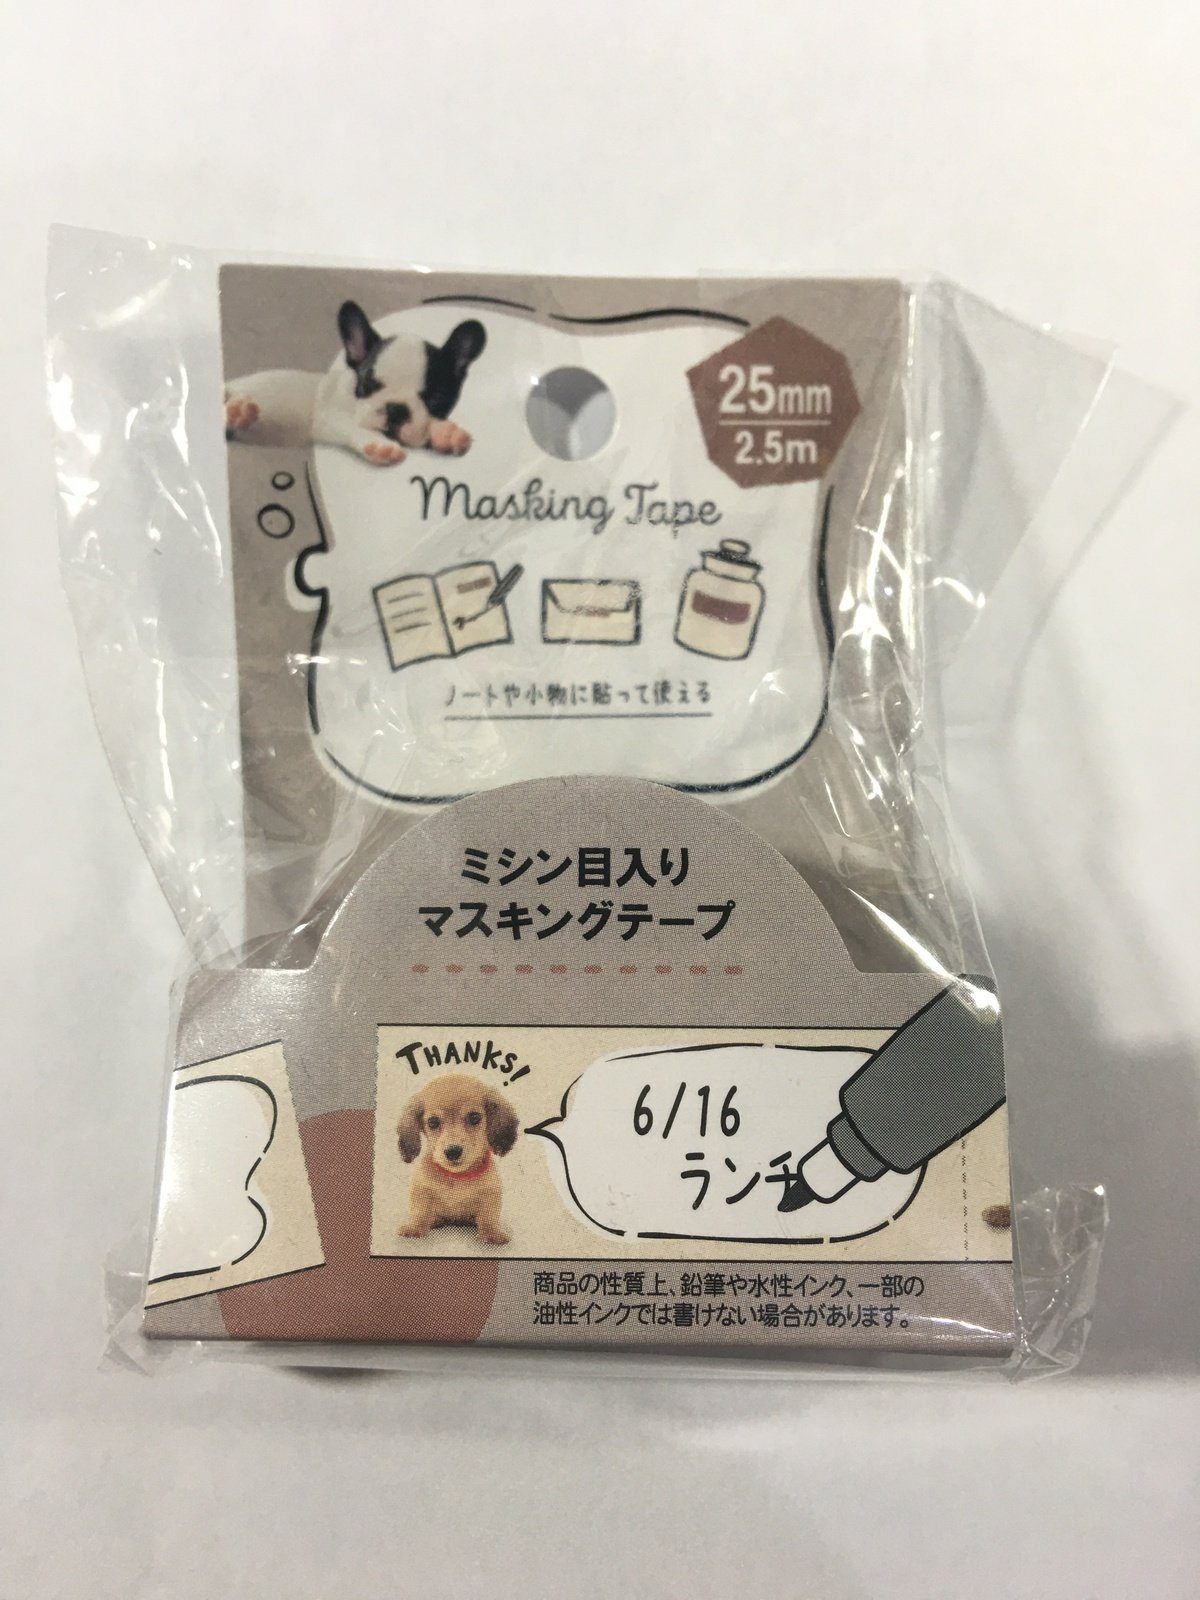 25mm
2.5m
Masking Tape
ノートや小物に貼って使える
ミシン目入り
マスキングテープ
THANKS!
6/16
ランチ
商品の性質上、鉛筆や水性インク、一部の
油性インクでは書けない場合があります。